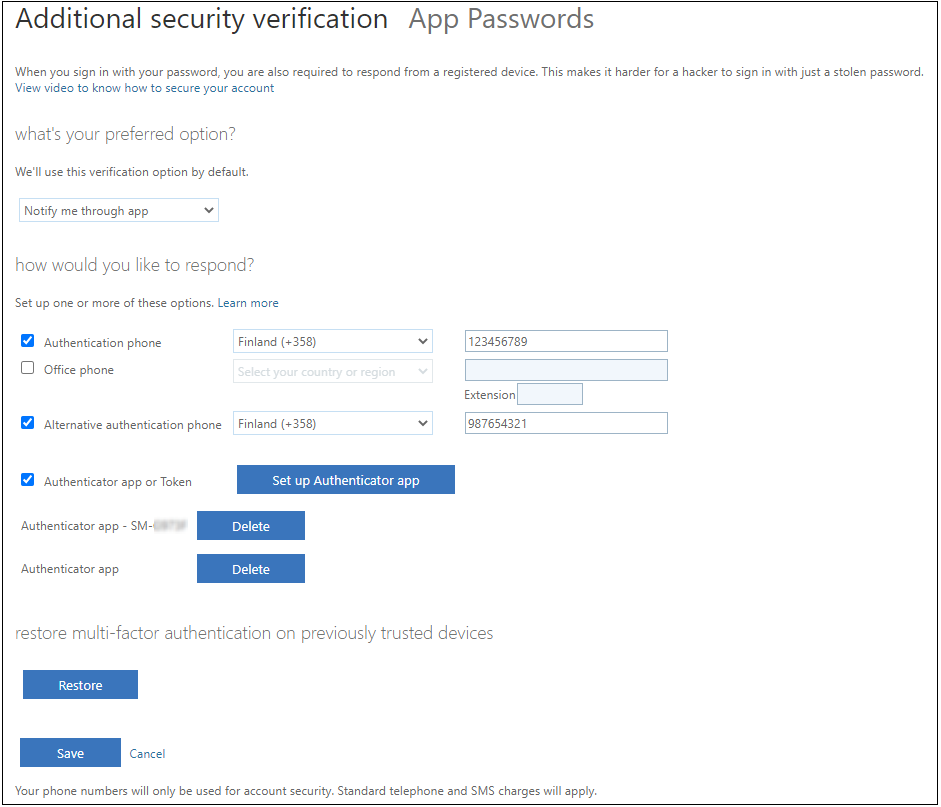 Additional security verification App Passwords
When you sign in with your password, you are also required to respond from a registered device. This makes it harder for a hacker to sign in with just a stolen password.
View video to know how to secure your account
what's your preferred option?
We'll use this verification option by default.
Notify me through app
how would you like to respond?
Set up one or more of these options. Learn more
Authentication phone Finland (+358) 123456789
Office phone Select your country or region
Extension
Alternative authentication phone Finland (+358) 987654321
Authenticator app or Token Set up Authenticator app
Authenticator app - SM- Delete
Authenticator app Delete
restore multi-factor authentication on previously trusted devices
Restore
Save Cancel
Your phone numbers will only be used for account security. Standard telephone and SMS charges will apply.